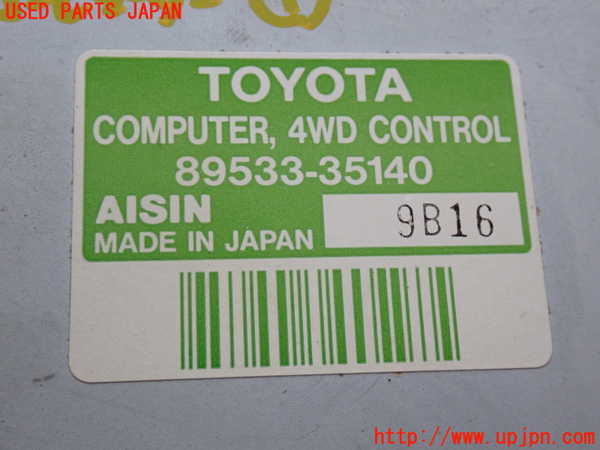 USED PARTS JAPAN
TOYOTA
COMPUTER, 4WD CONTROL
89533-35140
AISIN
MADE IN JAPAN
9B16
http://www.upjpn.com